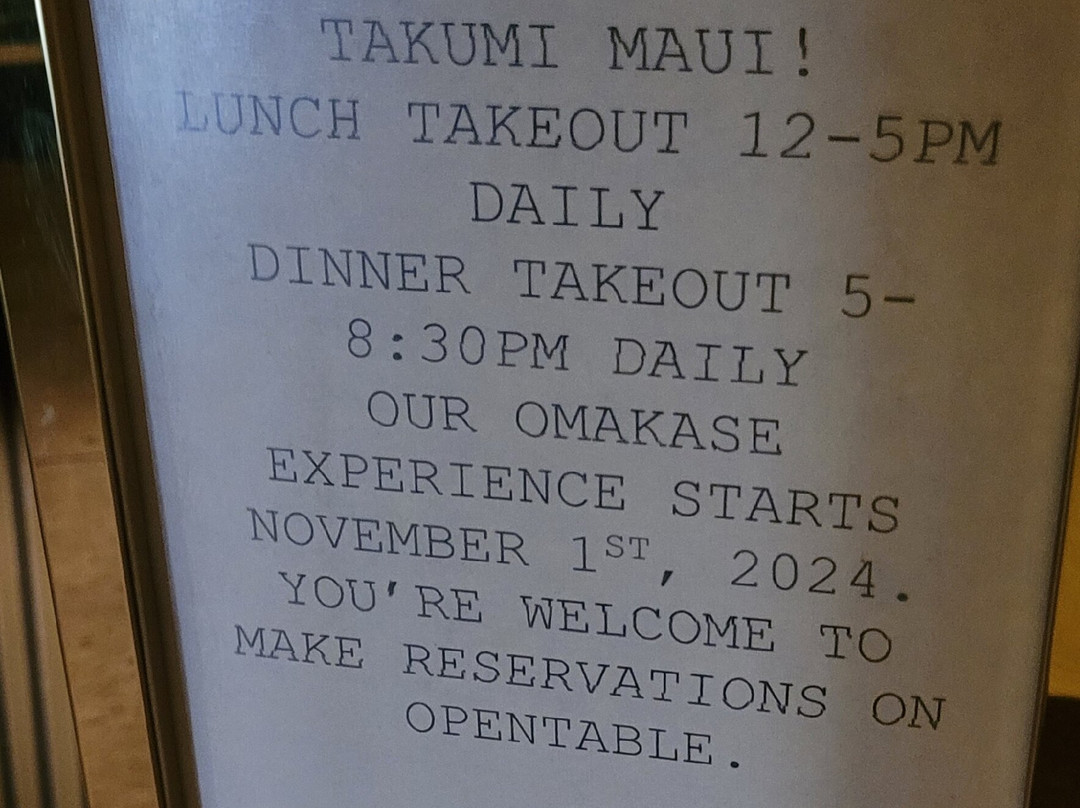 TAKUMI MAUI!
LUNCH TAKEOUT 12-5PM
DAILY
DINNER TAKEOUT 5-
8:30PM DAILY
OUR OMAKASE
EXPERIENCE STARTS
NOVEMBER 1ST, 2024.
YOU'RE WELCOME TO
MAKE RESERVATIONS ON
OPENTABLE.